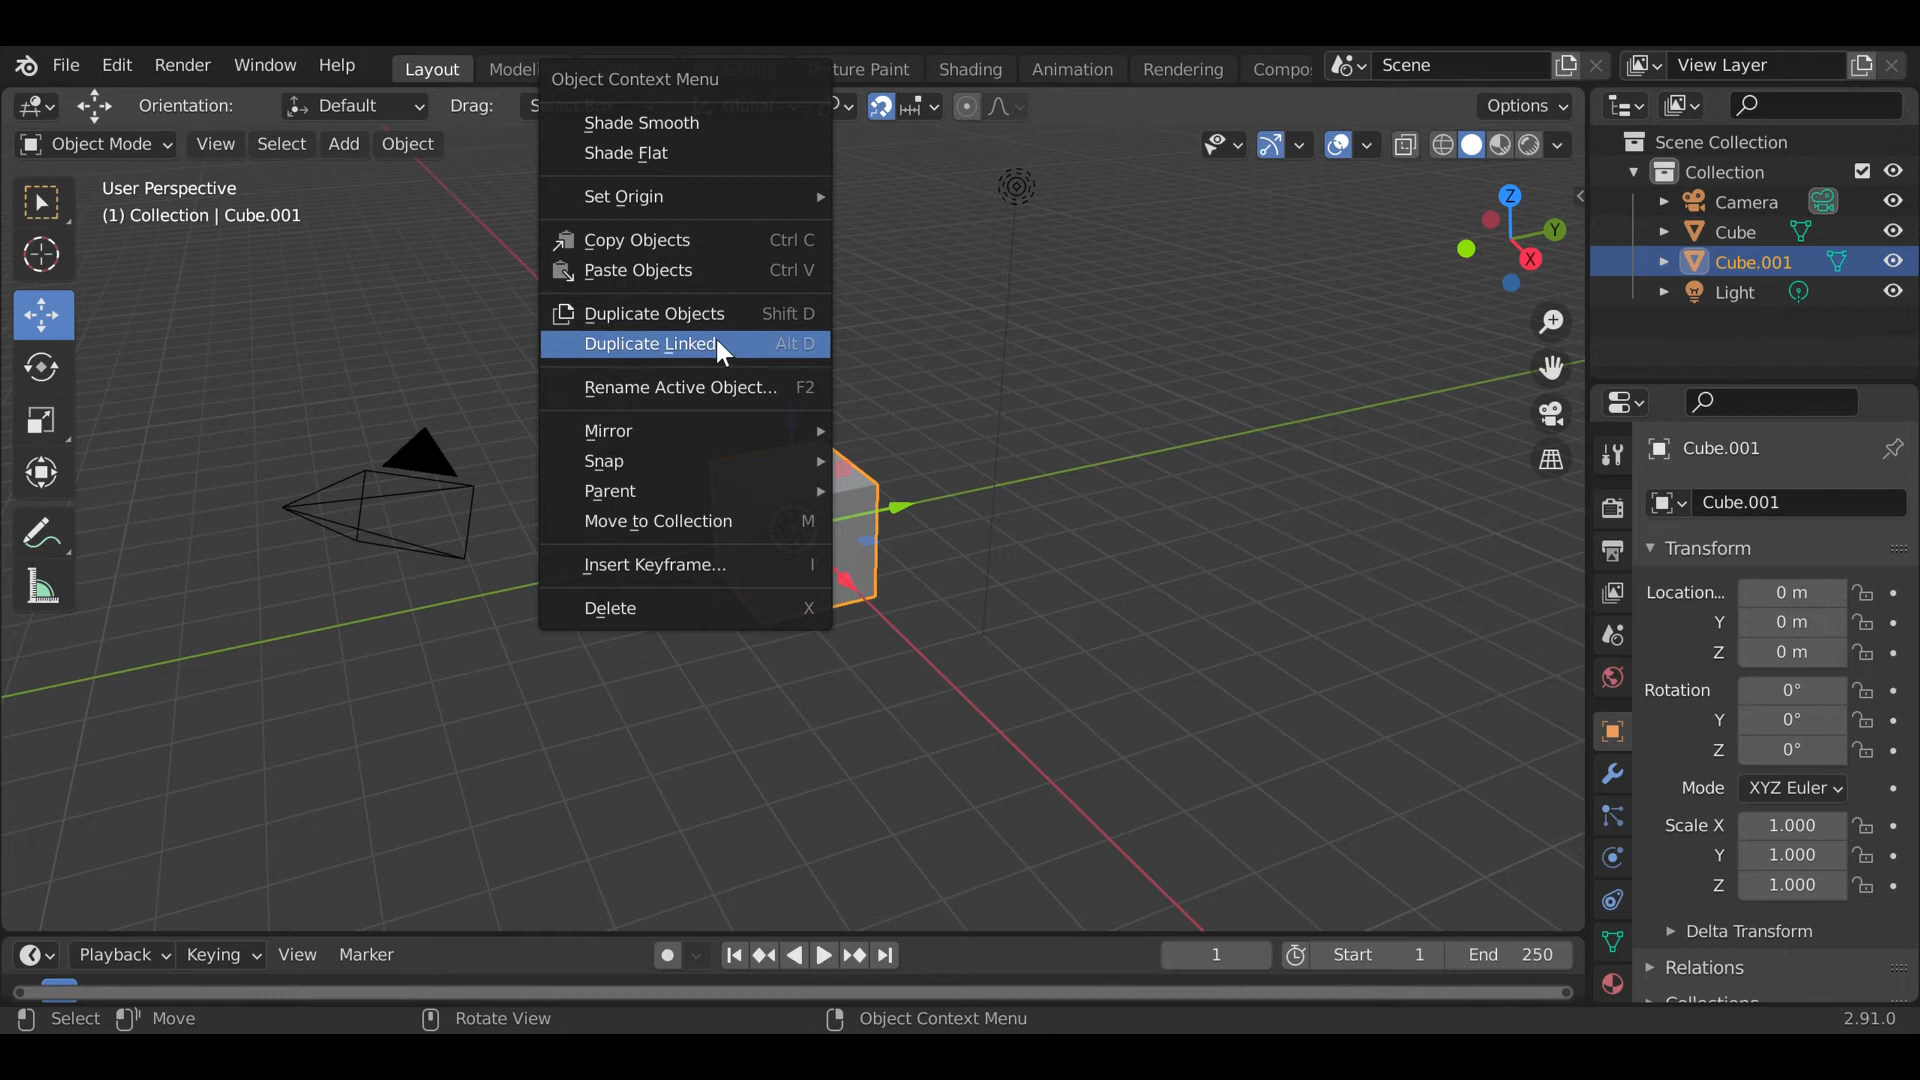 File Edit Render Window Help Layout Shading Animation Rendering Scene View Layer
Orientation: Default Drag: Options
Object Mode View Select Add Object
User Perspective
(1) Collection | Cube.001
Object Context Menu
Shade Smooth
Shade Flat
Set Origin
Copy Objects Ctrl C
Paste Objects Ctrl V
Duplicate Objects Shift D
Duplicate Linked Alt D
Rename Active Object... F2
Mirror
Snap
Parent
Move to Collection M
Insert Keyframe... I
Delete X
Z
Y
X
Scene Collection
Collection
Camera
Cube
Cube.001
Light
Cube.001
Cube.001
Transform
Location... 0 m
Y 0 m
Z 0 m
Rotation 0°
Y 0°
Z 0°
Mode XYZ Euler
Scale X 1.000
Y 1.000
Z 1.000
Delta Transform
Relations
Playback Keying View Marker 1 Start 1 End 250
Select Move Rotate View Object Context Menu 2.91.0